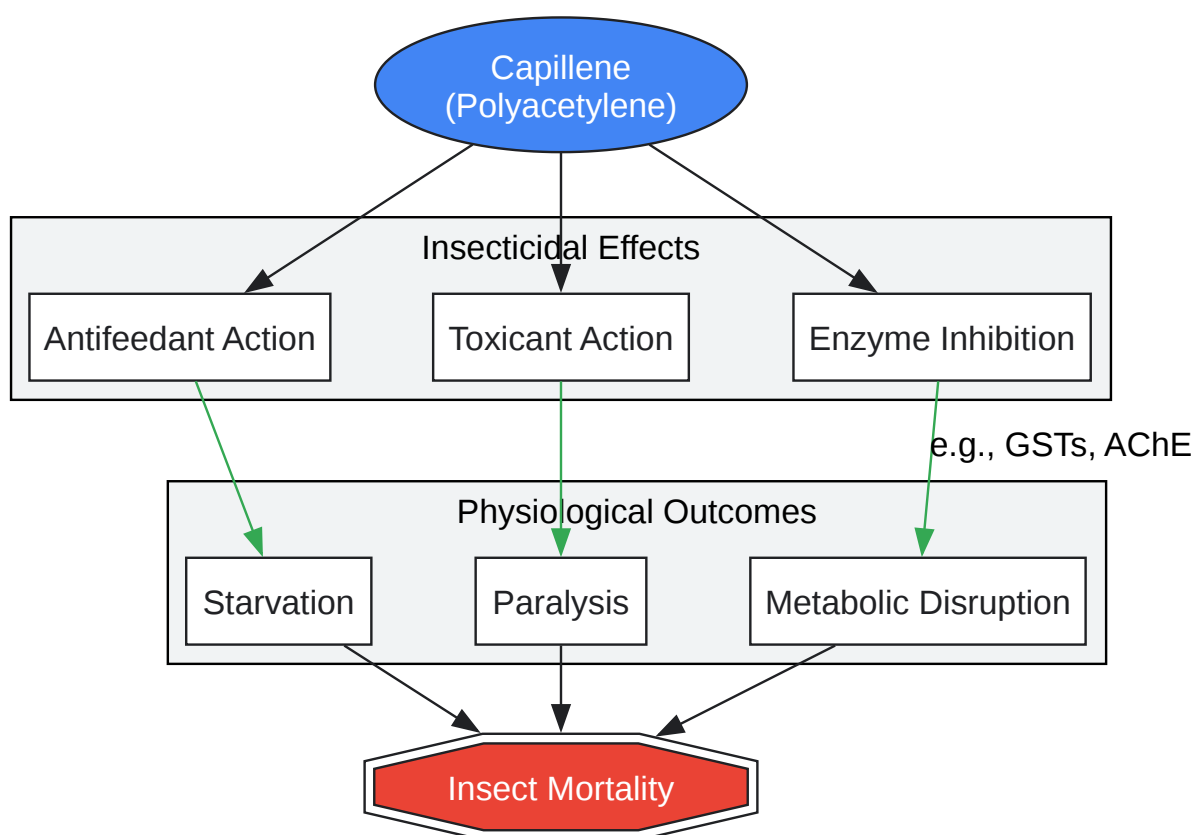 Capillene
(Polyacetylene)
Insecticidal Effects
Antifeedant Action
Toxicant Action
Enzyme Inhibition
e.g., GSTs, AChE
Physiological Outcomes
Starvation
Paralysis
Metabolic Disruption
Insect Mortality